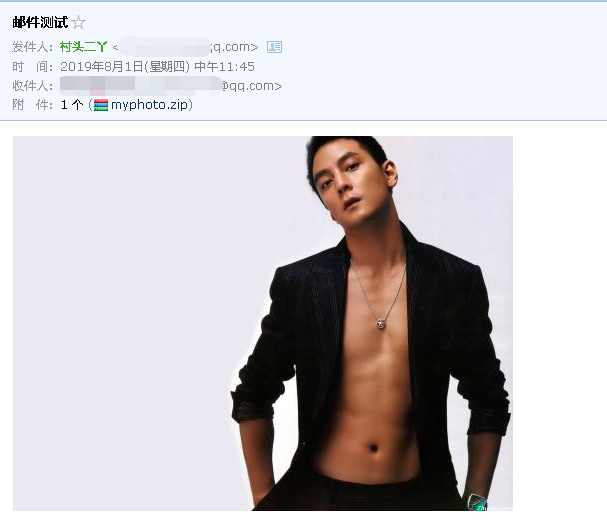 邮件测试
发件人：村头二丫 < q.com>
时 间：2019年8月1日(星期四) 中午11:45
收件人： @qq.com>
附 件：1 个 (myphoto.zip)